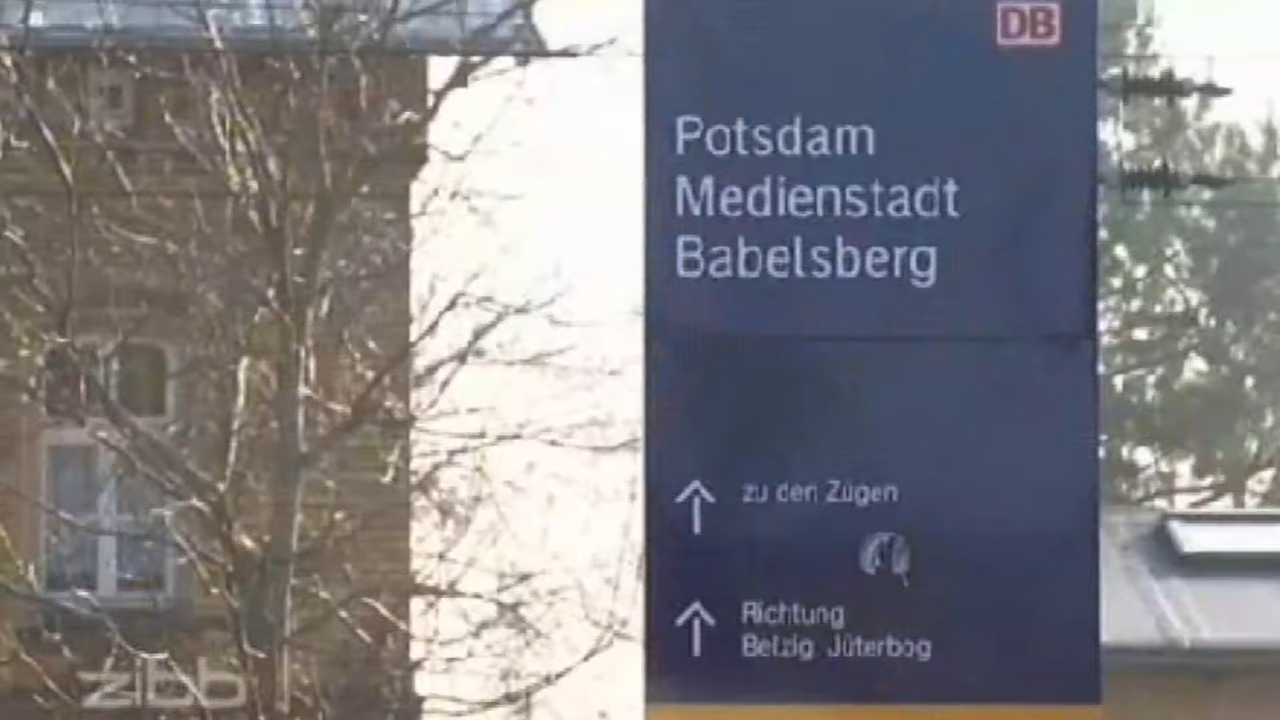 DB
Potsdam
Medienstadt
Babelsberg
zu den Zügen
Richtung
Belzig Jüterbog
zibb